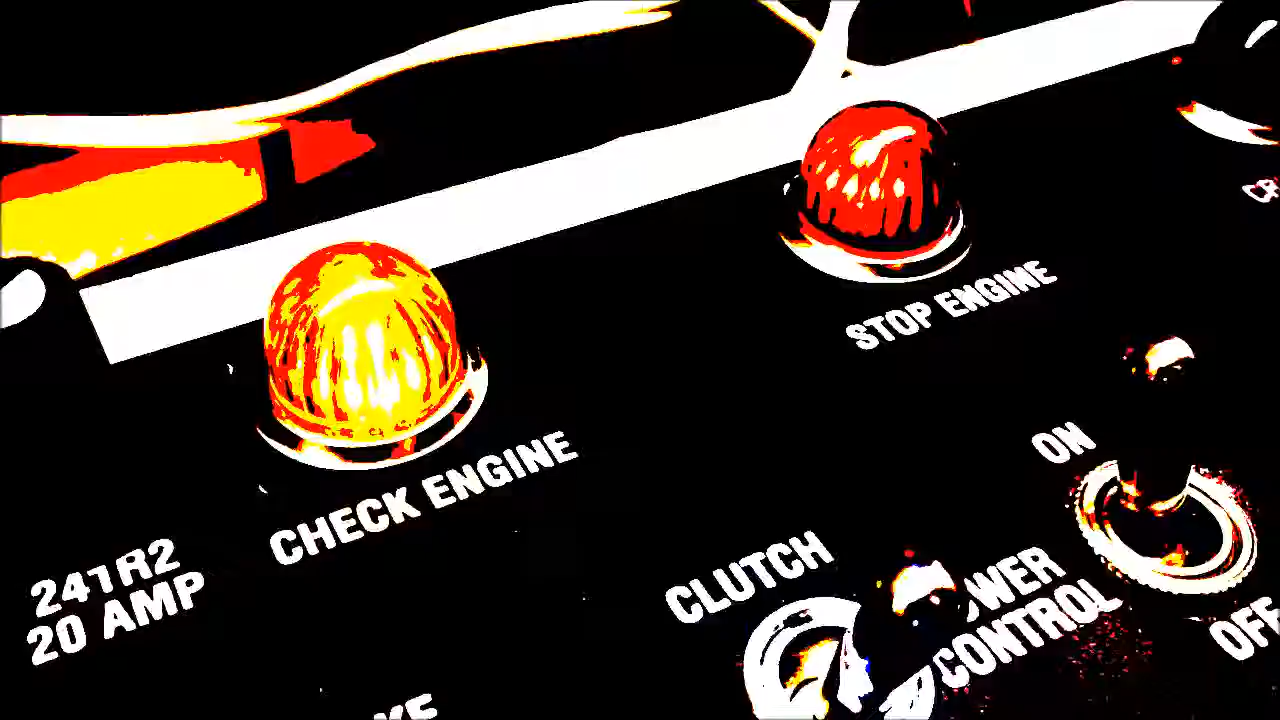 STOP ENGINE
CHECK ENGINE
ON
241R2
20 AMP
CLUTCH
CONTROL
OFF